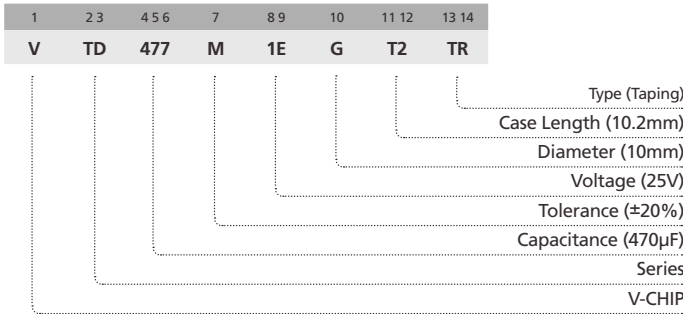 1 2 3 4 5 6 7 8 9 10 11 12 13 14
V TD 477 M 1E G T2 TR
Type (Taping)
Case Length (10.2mm)
Diameter (10mm)
Voltage (25V)
Tolerance (±20%)
Capacitance (470µF)
Series
V-CHIP